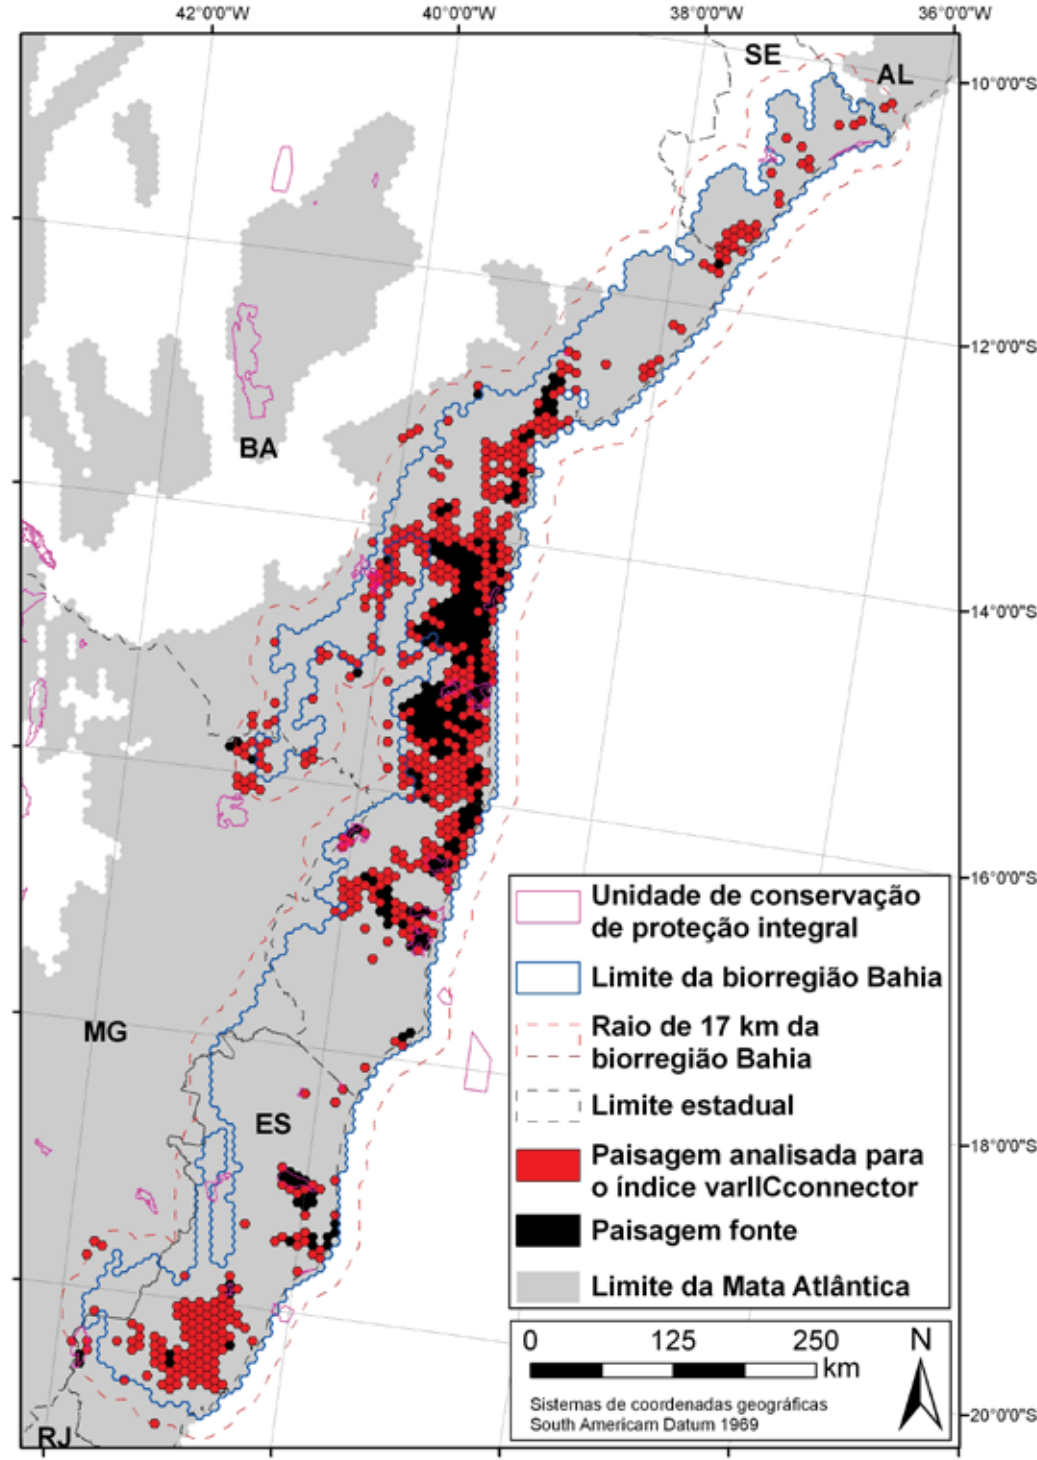 42°0'0"W
40°0'0"W
38°0'0"W
36°0'0"W
SE
AL
10°0'0"S
12°0'0"S
BA
14°0'0"S
16°0'0"S
Unidade de conservação
de proteção integral
Limite da biorregião Bahia
Raio de 17 km da
biorregião Bahia
MG
Limite estadual
ES
18°0'0"S
Paisagem analisada para
o índice varIICconnector
Paisagem fonte
Limite da Mata Atlântica
0 125 250
km
N
Sistemas de coordenadas geográficas
South Americam Datum 1969
20°0'0"S
RJ